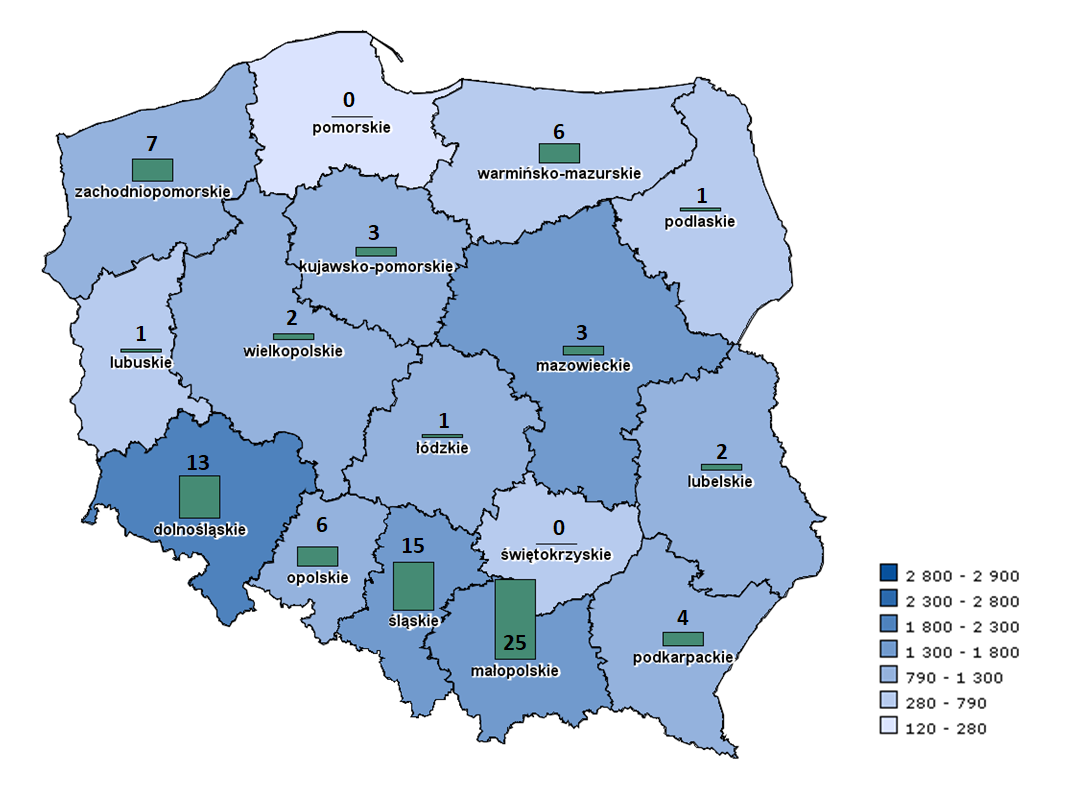 0
pomorskie
7
zachodniopomorskie
6
warmińsko-mazurskie
1
podlaskie
3
kujawsko-pomorskie
2
wielkopolskie
1
lubuskie
3
mazowieckie
1
łódzkie
2
lubelskie
13
dolnośląskie
6
opolskie
15
śląskie
0
świętokrzyskie
25
małopolskie
4
podkarpackie
2 800 - 2 900
2 300 - 2 800
1 800 - 2 300
1 300 - 1 800
790 - 1 300
280 - 790
120 - 280